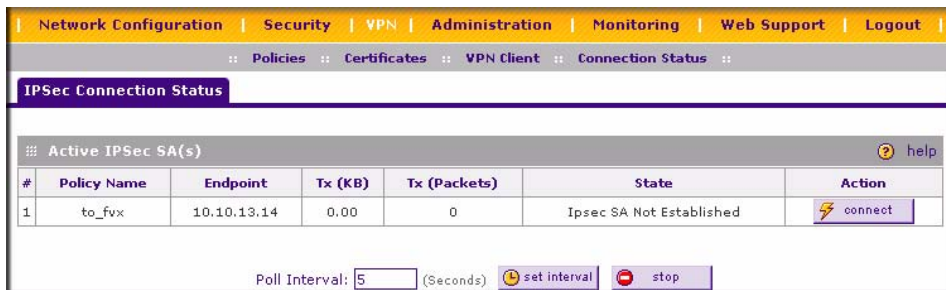 Network Configuration | Security | VPN | Administration | Monitoring | Web Support | Logout
:: Policies :: Certificates :: VPN Client :: Connection Status ::
IPSec Connection Status
Active IPSec SA(s) ? help
# Policy Name Endpoint Tx (KB) Tx (Packets) State Action
1 to_fvx 10.10.13.14 0.00 0 Ipsec SA Not Established connect
Poll Interval: 5 (Seconds) set interval stop